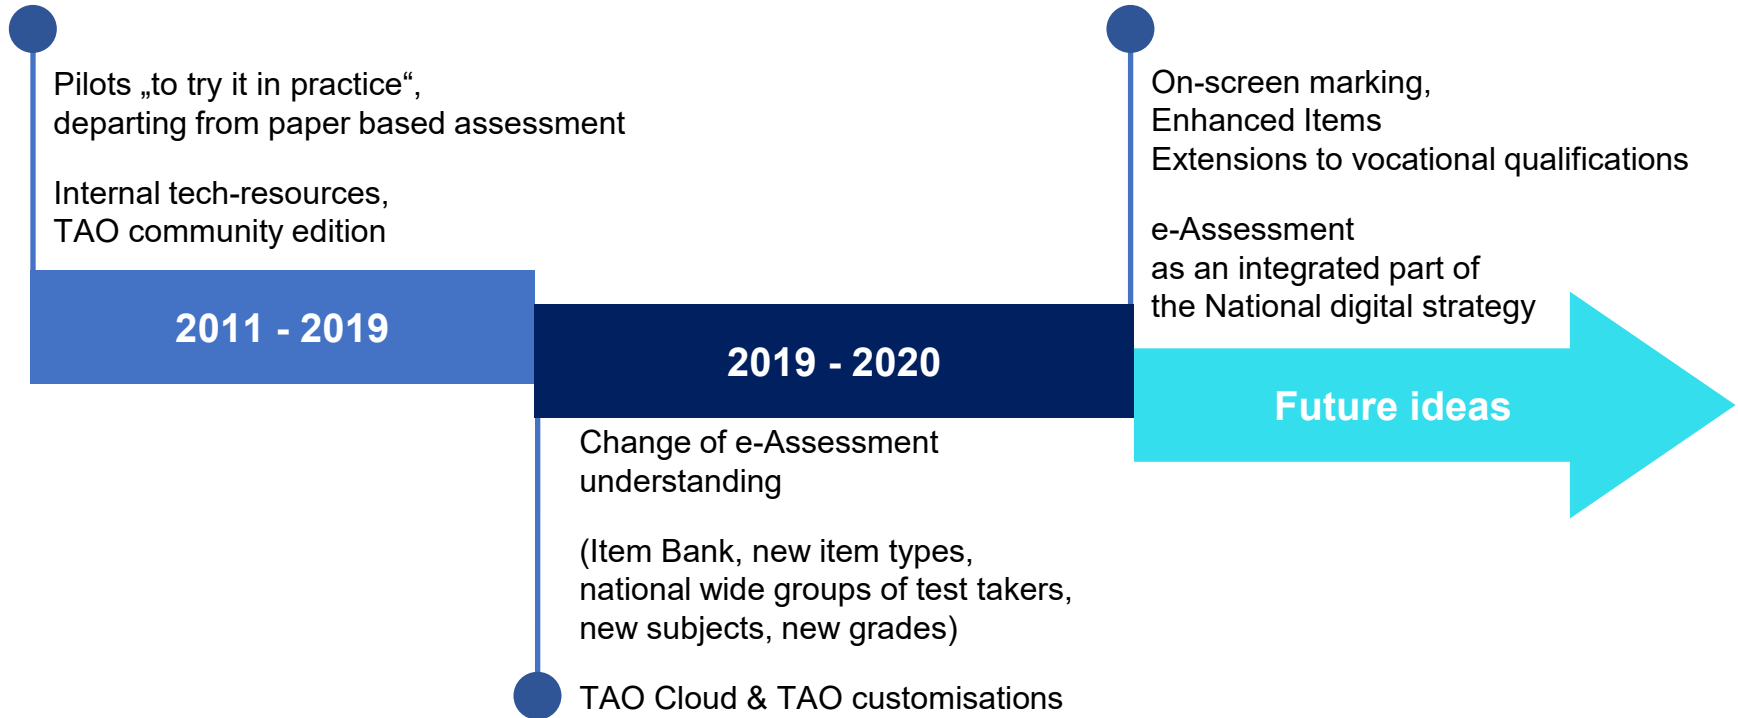 Pilots „to try it in practice“,
departing from paper based assessment
Internal tech-resources,
TAO community edition
2011 - 2019
2019 - 2020
Change of e-Assessment
understanding
(Item Bank, new item types,
national wide groups of test takers,
new subjects, new grades)
TAO Cloud & TAO customisations
On-screen marking,
Enhanced Items
Extensions to vocational qualifications
e-Assessment
as an integrated part of
the National digital strategy
Future ideas